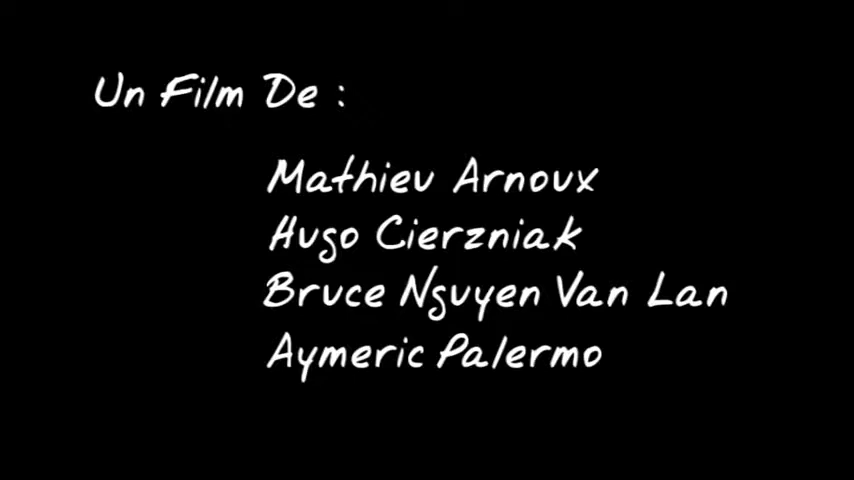 Un Film De :
Mathieu Arnoux
Hugo Cierzniak
Bruce Nguyen Van Lan
Aymeric Palermo